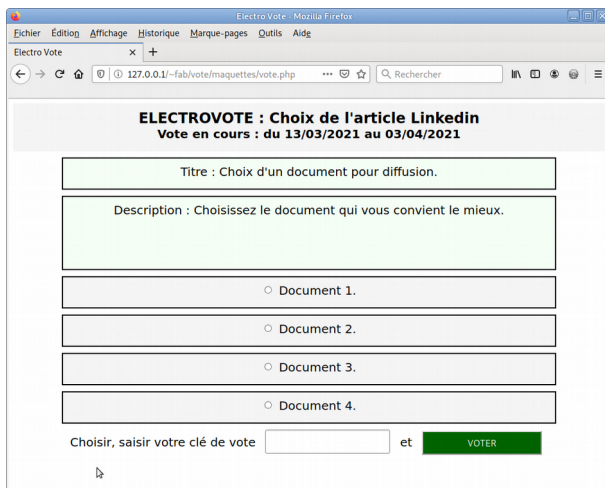 Electro Vote - Mozilla Firefox
Fichier Édition Affichage Historique Marque-pages Outils Aide
Electro Vote
127.0.0.1/~fab/vote/maquettes/vote.php
Rechercher
ELECTROVOTE : Choix de l'article Linkedin
Vote en cours : du 13/03/2021 au 03/04/2021
Titre : Choix d'un document pour diffusion.
Description : Choisissez le document qui vous convient le mieux.
Document 1.
Document 2.
Document 3.
Document 4.
Choisir, saisir votre clé de vote et VOTER